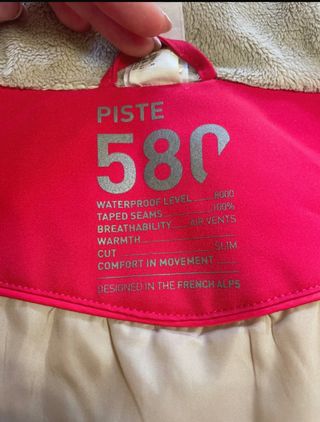 PISTE
580
WATERPROOF LEVEL......8000
TAPED SEAMS......100%
BREATHABILITY......AIR VENTS
WARMTH
CUT......SLIM
COMFORT IN MOVEMENT
DESIGNED IN THE FRENCH ALPS